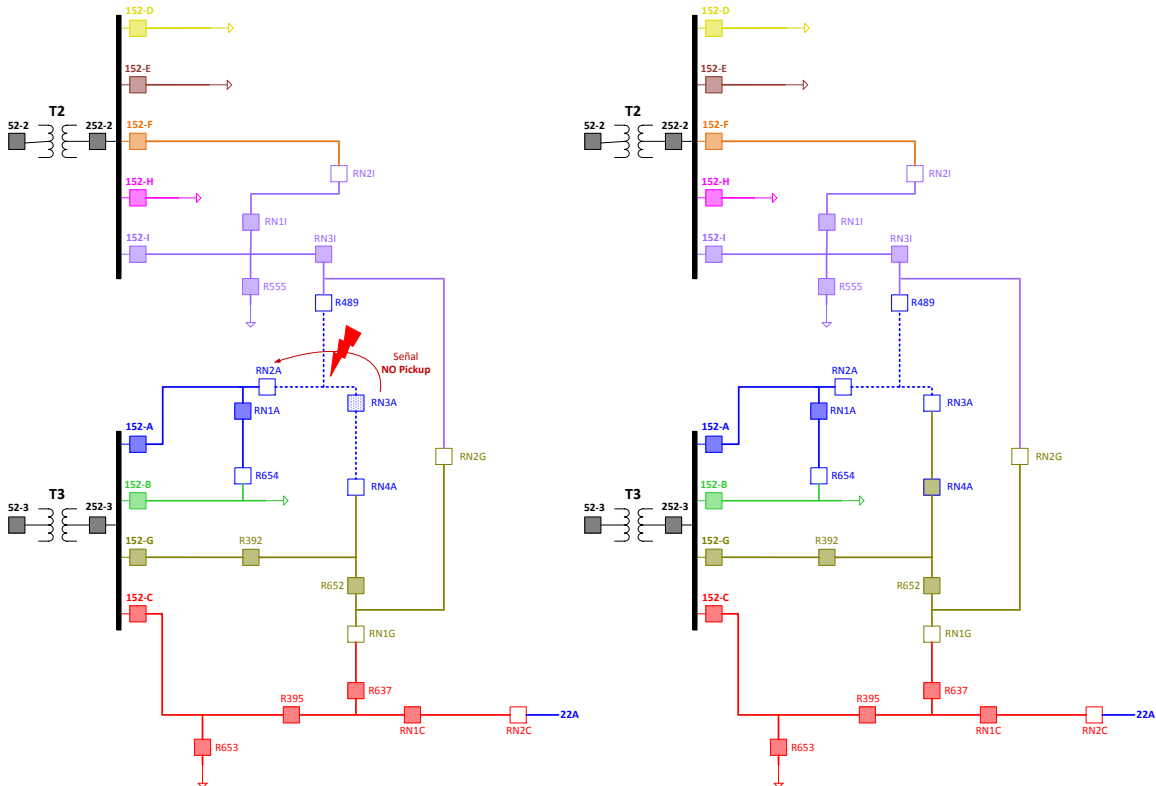 152-D
152-E
T2
52-2
252-2
152-F
RN2I
152-H
RN1I
152-I
RN3I
R555
R489
Señal
NO Pickup
RN2A
RN3A
RN1A
152-A
R654
RN2G
T3
152-B
RN4A
52-3
252-3
152-G
R392
R652
152-C
RN1G
R637
R395
22A
RN1C
RN2C
R653
152-D
152-E
T2
52-2
252-2
152-F
RN2I
152-H
RN1I
152-I
RN3I
R555
R489
RN2A
RN3A
RN1A
152-A
R654
RN2G
T3
152-B
RN4A
52-3
252-3
152-G
R392
R652
152-C
RN1G
R637
R395
22A
RN1C
RN2C
R653